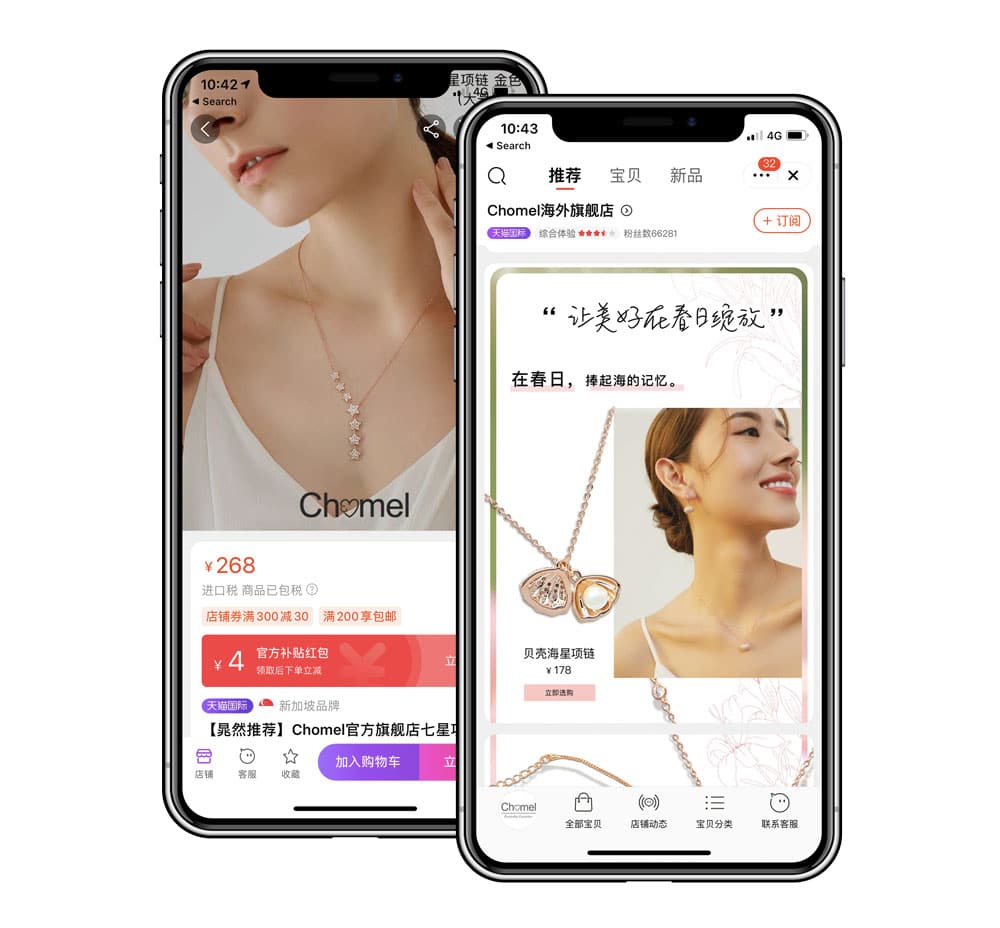 10:42
Search
4G
星项链 金色
Chomel
¥268
进口税 商品已包税
店铺券满300减30
满200享包邮
¥4
官方补贴红包
领取后下单立减
立
天猫国际
新加坡品牌
【晁然推荐】Chomel官方旗舰店七星项
店铺
客服
收藏
加入购物车
立
10:43
4G
Search
推荐
宝贝
新品
32
Chomel海外旗舰店
天猫国际
综合体验
粉丝数66281
+ 订阅
“ 让美好在春日绽放 ”
在春日，捧起海的记忆。
贝壳海星项链
¥178
立即选购
Chomel
全部宝贝
店铺动态
宝贝分类
联系客服